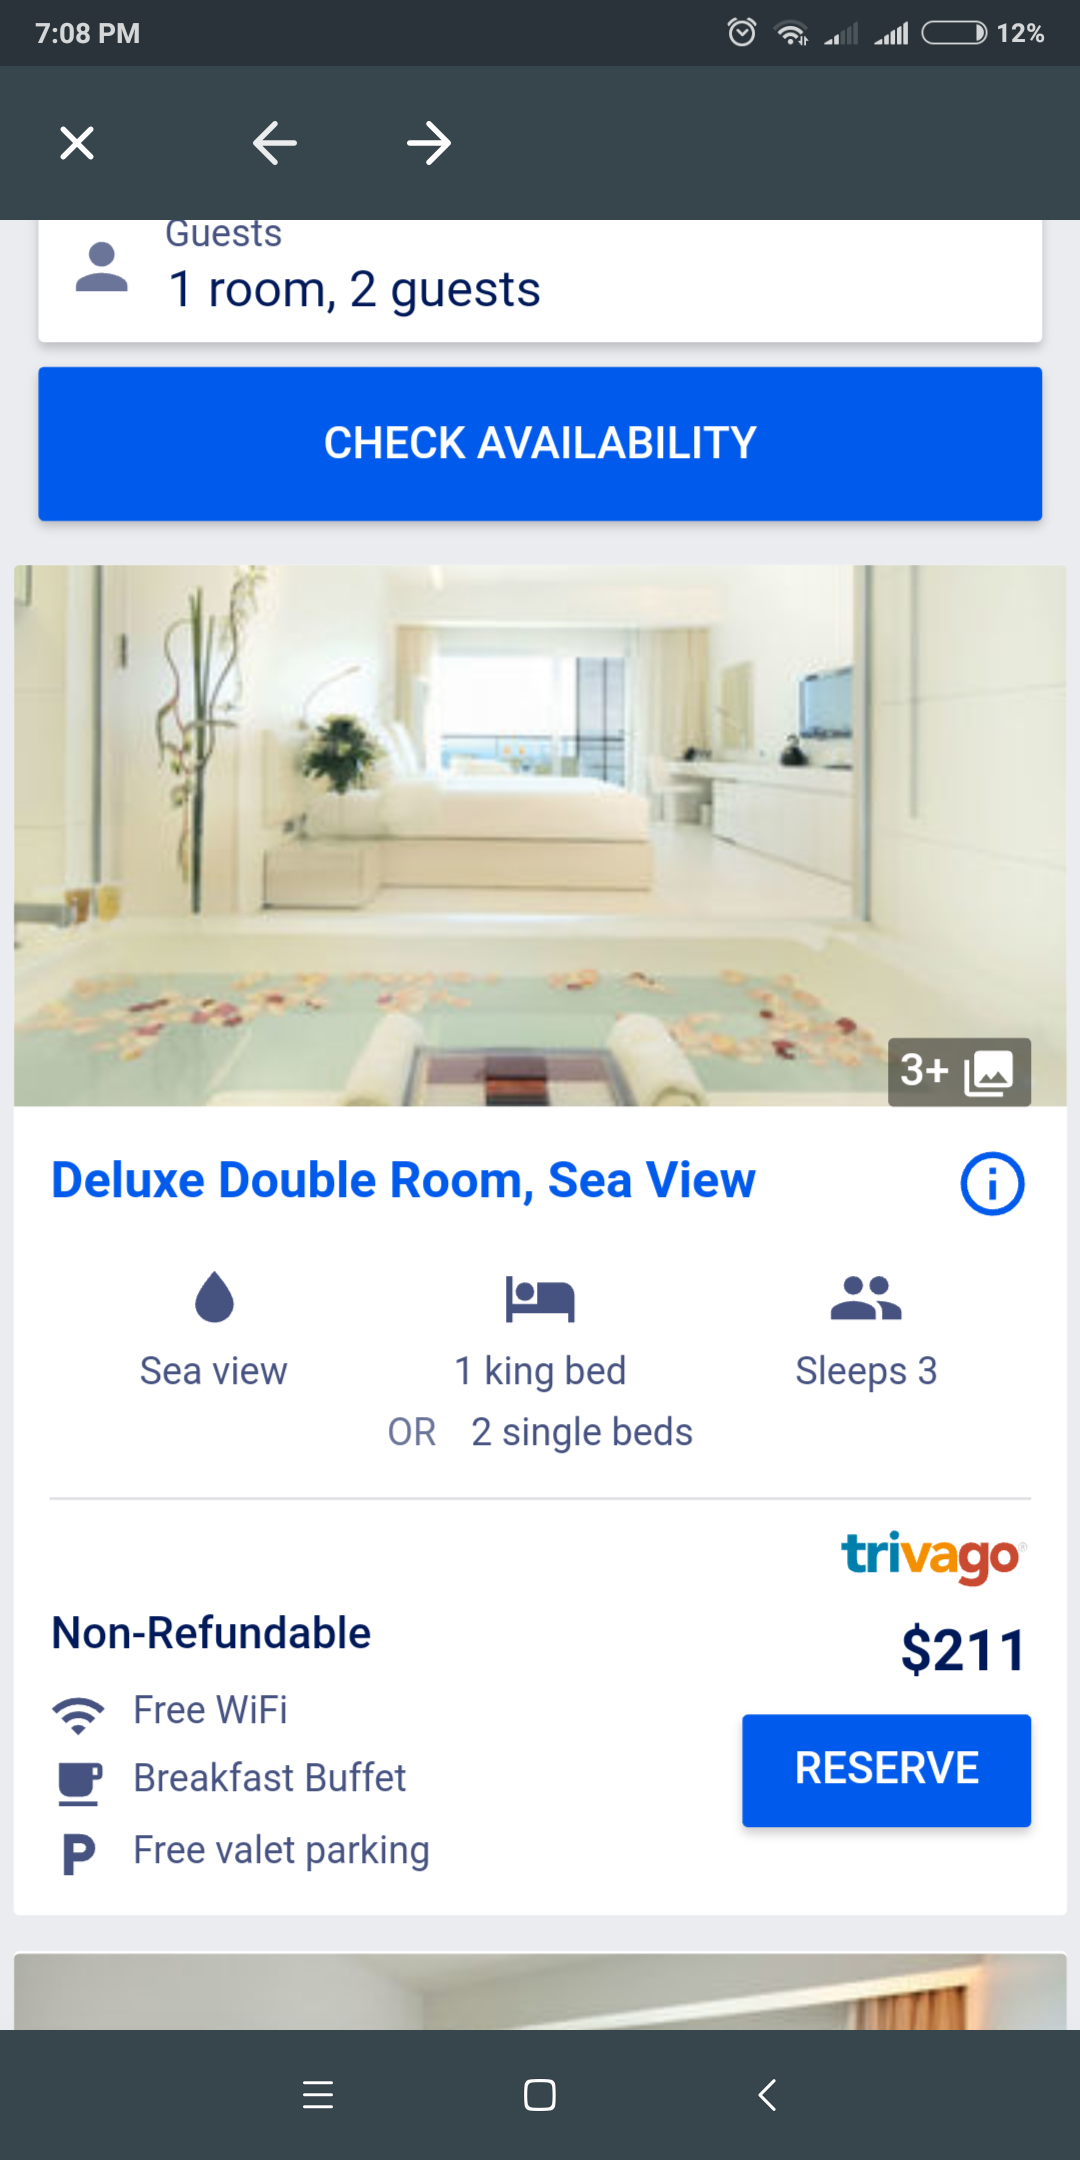 7:08 PM
12%
Guests
1 room, 2 guests
CHECK AVAILABILITY
3+
Deluxe Double Room, Sea View
Sea view
1 king bed
Sleeps 3
OR 2 single beds
trivago®
Non-Refundable
$211
Free WiFi
RESERVE
Breakfast Buffet
P Free valet parking